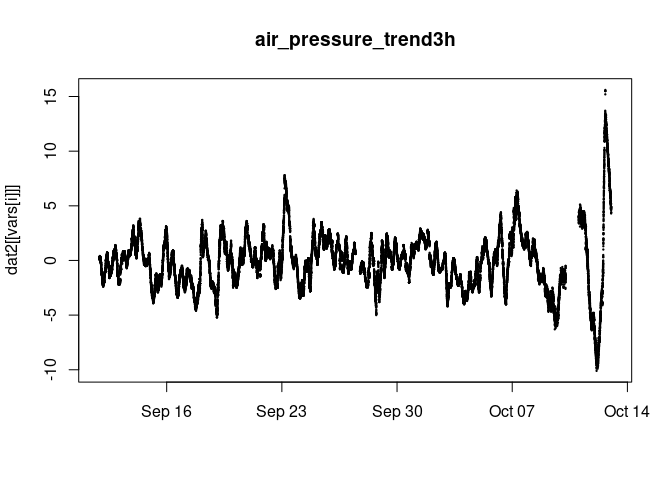 air_pressure_trend3h
dat2[[vars[i]]]
15
10
5
0
-5
-10
Sep 16
Sep 23
Sep 30
Oct 07
Oct 14